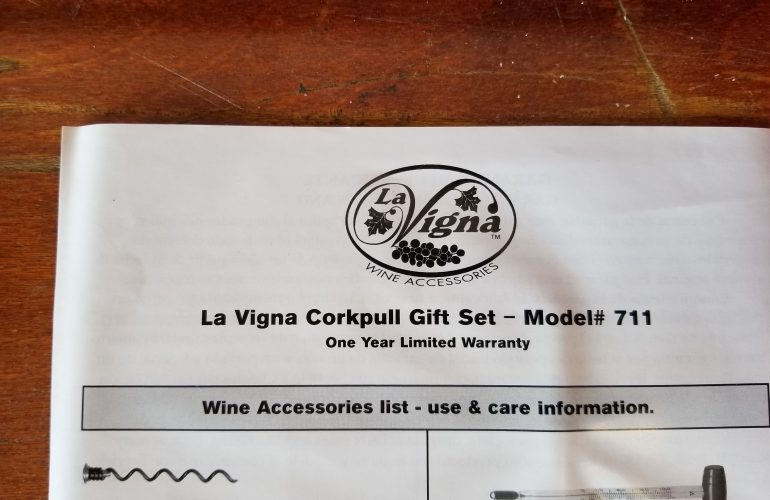 La Vigna™
WINE ACCESSORIES
La Vigna Corkpull Gift Set – Model# 711
One Year Limited Warranty
Wine Accessories list - use & care information.